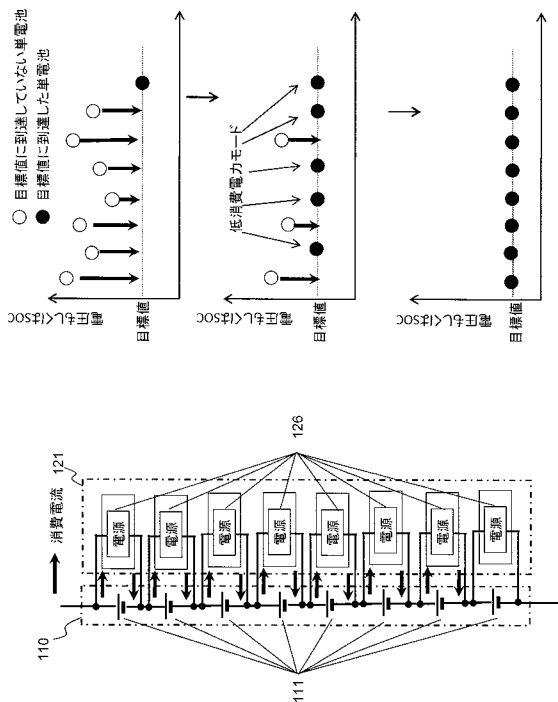 ○ 目標値に到達していない単電池
● 目標値に到達した単電池
電圧もしくはSOC
目標値
電圧もしくはSOC
目標値
低消費電力モード
電圧もしくはSOC
目標値
消費電流
110
121
111
126
電源
電源
電源
電源
電源
電源
電源
電源